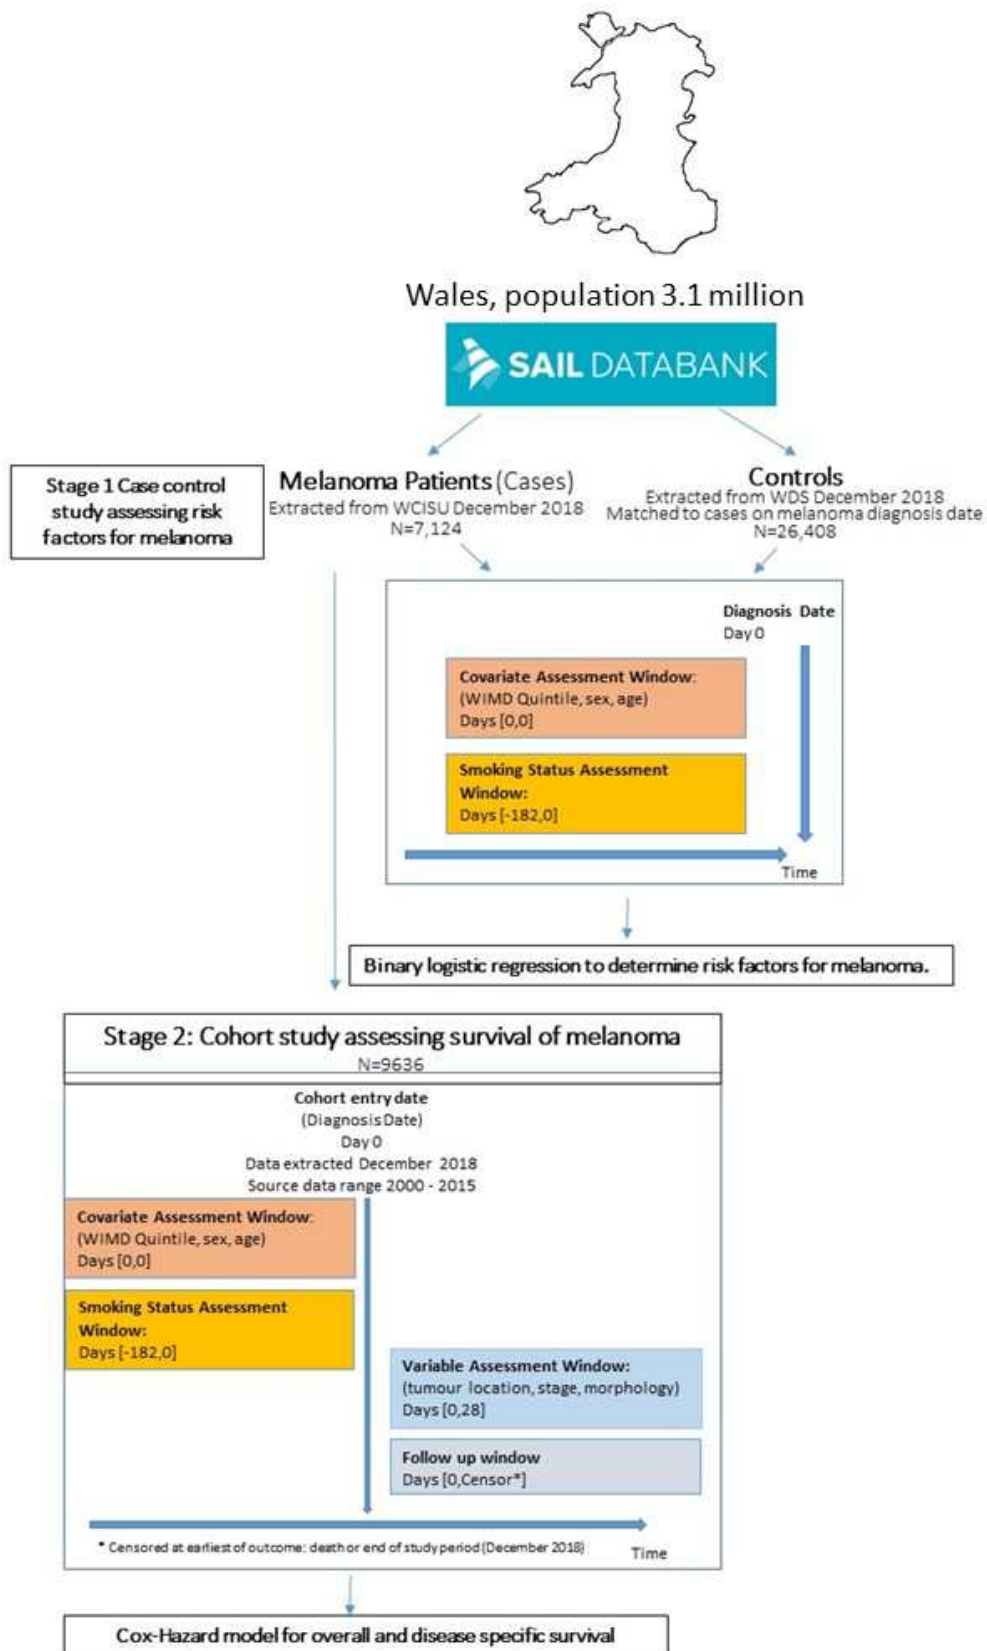 Wales, population 3.1 million
SAIL DATABANK
Stage 1 Case control
study assessing risk
factors for melanoma
Melanoma Patients (Cases)
Extracted from WCISU December 2018
N=7,124
Controls
Extracted from WDS December 2018
Matched to cases on melanoma diagnosis date
N=26,408
Diagnosis Date
Day 0
Covariate Assessment Window:
(WIMD Quintile, sex, age)
Days [0,0]
Smoking Status Assessment
Window:
Days [-182,0]
Time
Binary logistic regression to determine risk factors for melanoma.
Stage 2: Cohort study assessing survival of melanoma
N=9636
Cohort entry date
(Diagnosis Date)
Day 0
Data extracted December 2018
Source data range 2000 - 2015
Covariate Assessment Window:
(WIMD Quintile, sex, age)
Days [0,0]
Smoking Status Assessment
Window:
Days [-182,0]
Variable Assessment Window:
(tumour location, stage, morphology)
Days [0,28]
Follow up window
Days [0,Censor*]
* Censored at earliest of outcome: death or end of study period (December 2018)
Time
Cox-Hazard model for overall and disease specific survival